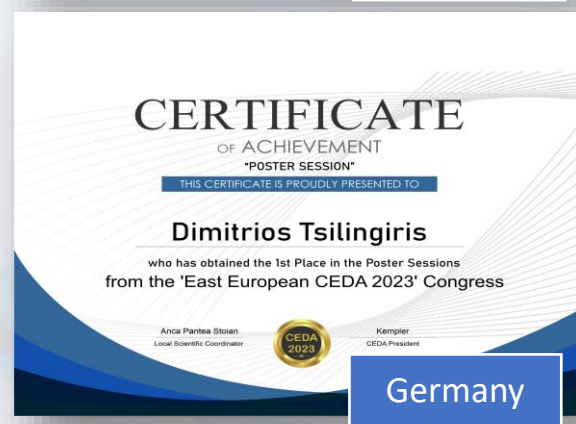 CERTIFICATE
OF ACHIEVEMENT
"POSTER SESSION"
THIS CERTIFICATE IS PROUDLY PRESENTED TO
Dimitrios Tsilingiris
who has obtained the 1st Place in the Poster Sessions
from the 'East European CEDA 2023' Congress
Anca Pantea Stoian
Local Scientific Coordinator
CEDA
2023
Kempler
CEDA President
Germany